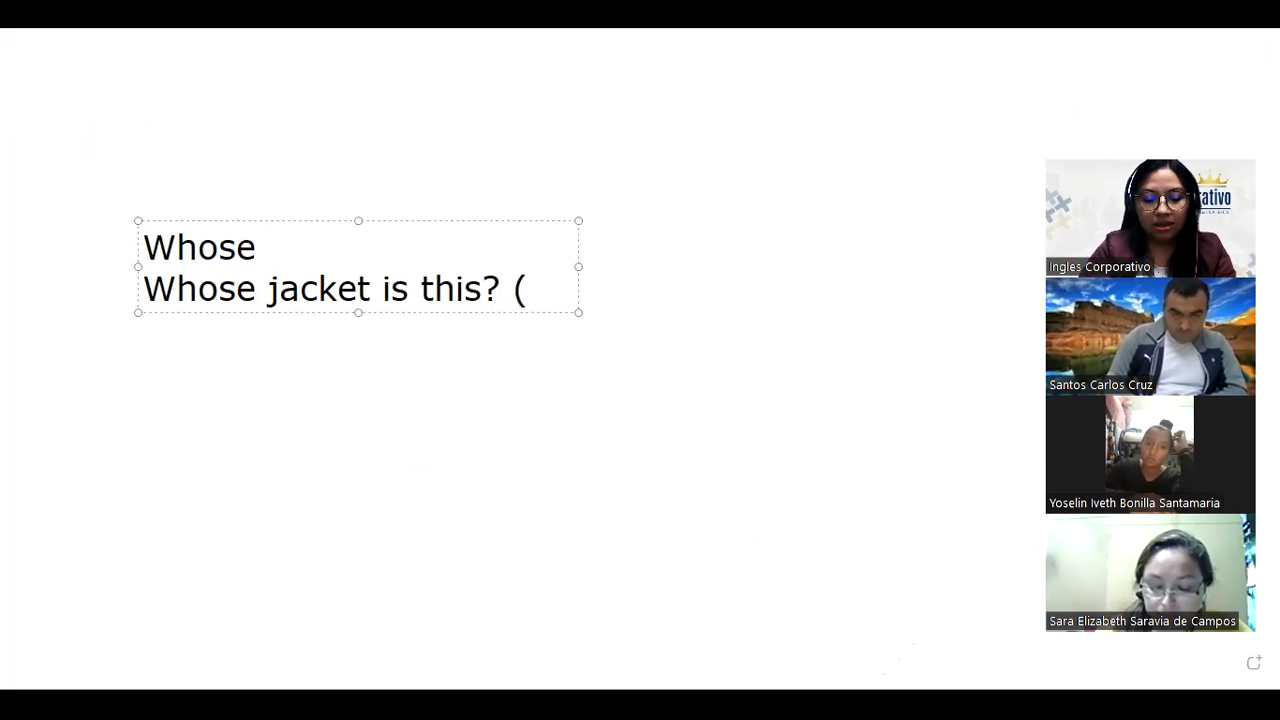 Whose
Whose jacket is this? (
rativo
Ingles Corporativo
Santos Carlos Cruz
Yoselin Iveth Bonilla Santamaria
Sara Elizabeth Saravia de Campos